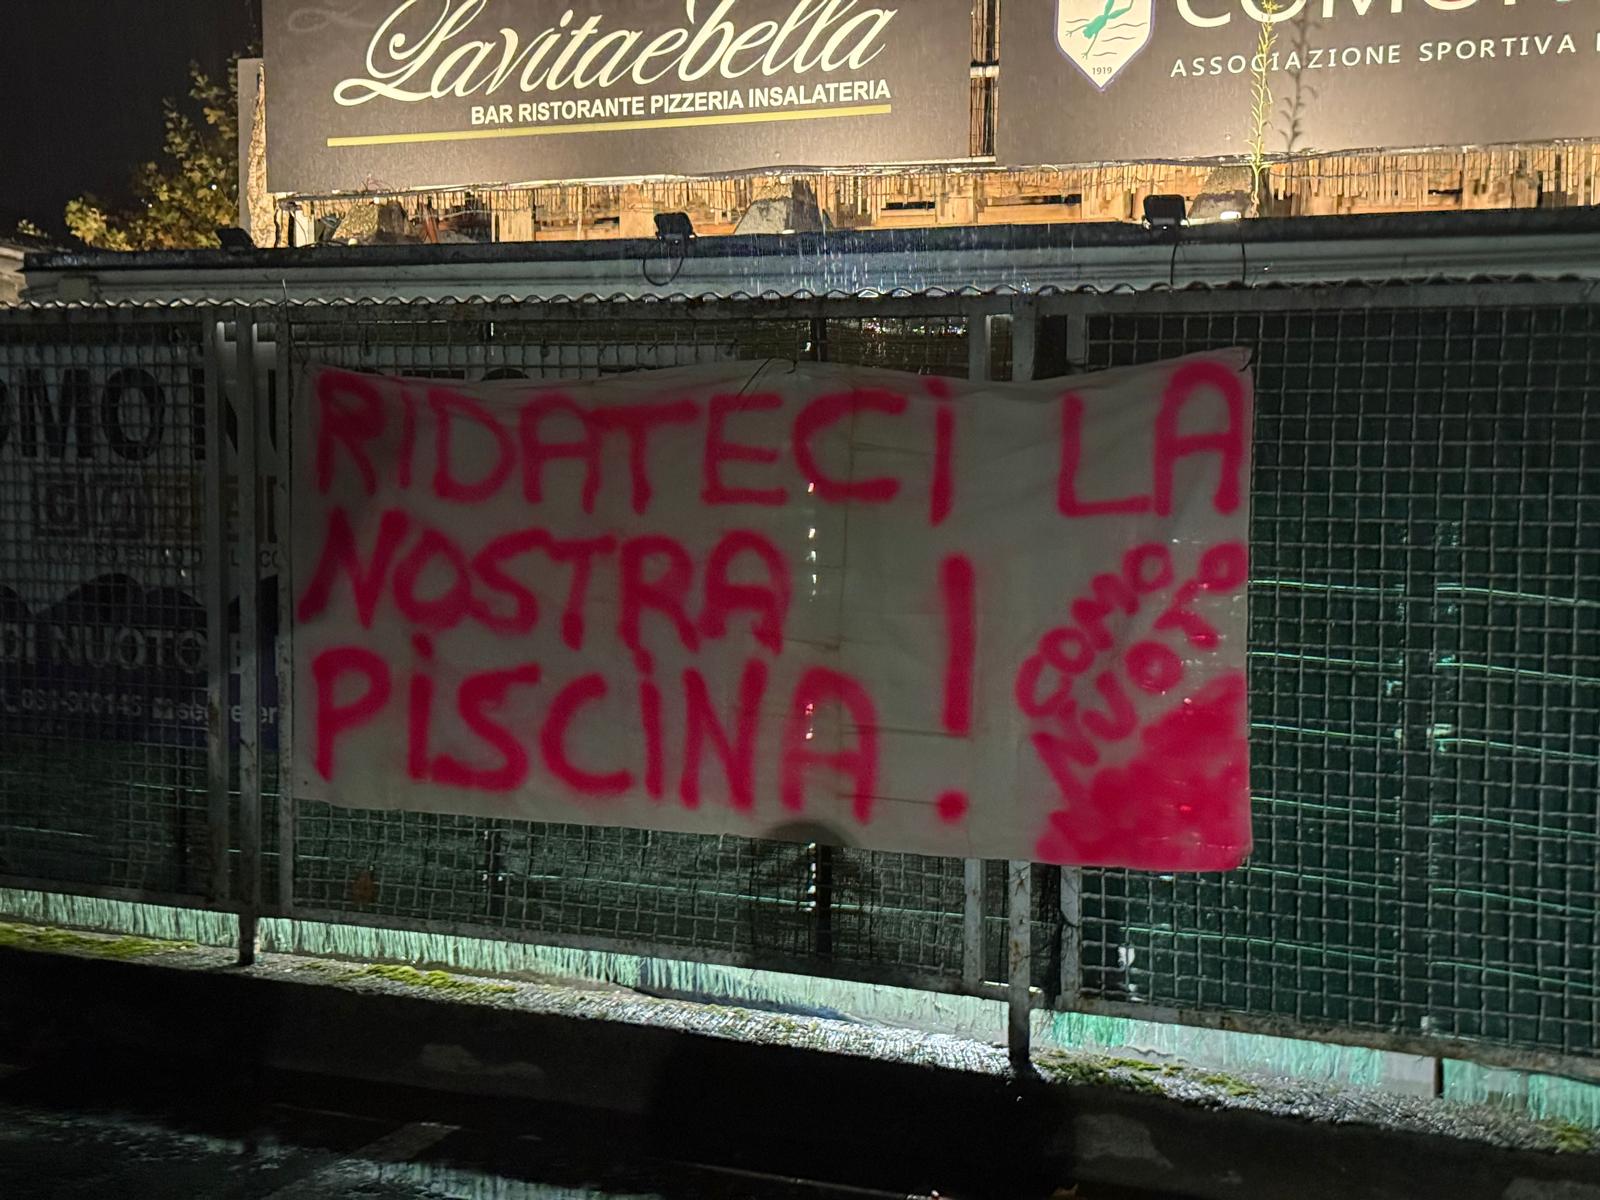 Lavitaebella
BAR RISTORANTE PIZZERIA INSALATERIA
1919
ASSOCIAZIONE SPORTIVA
RIDATECI LA
NOSTRA
PISCINA!
COMO
NUOTO
DI NUOTO